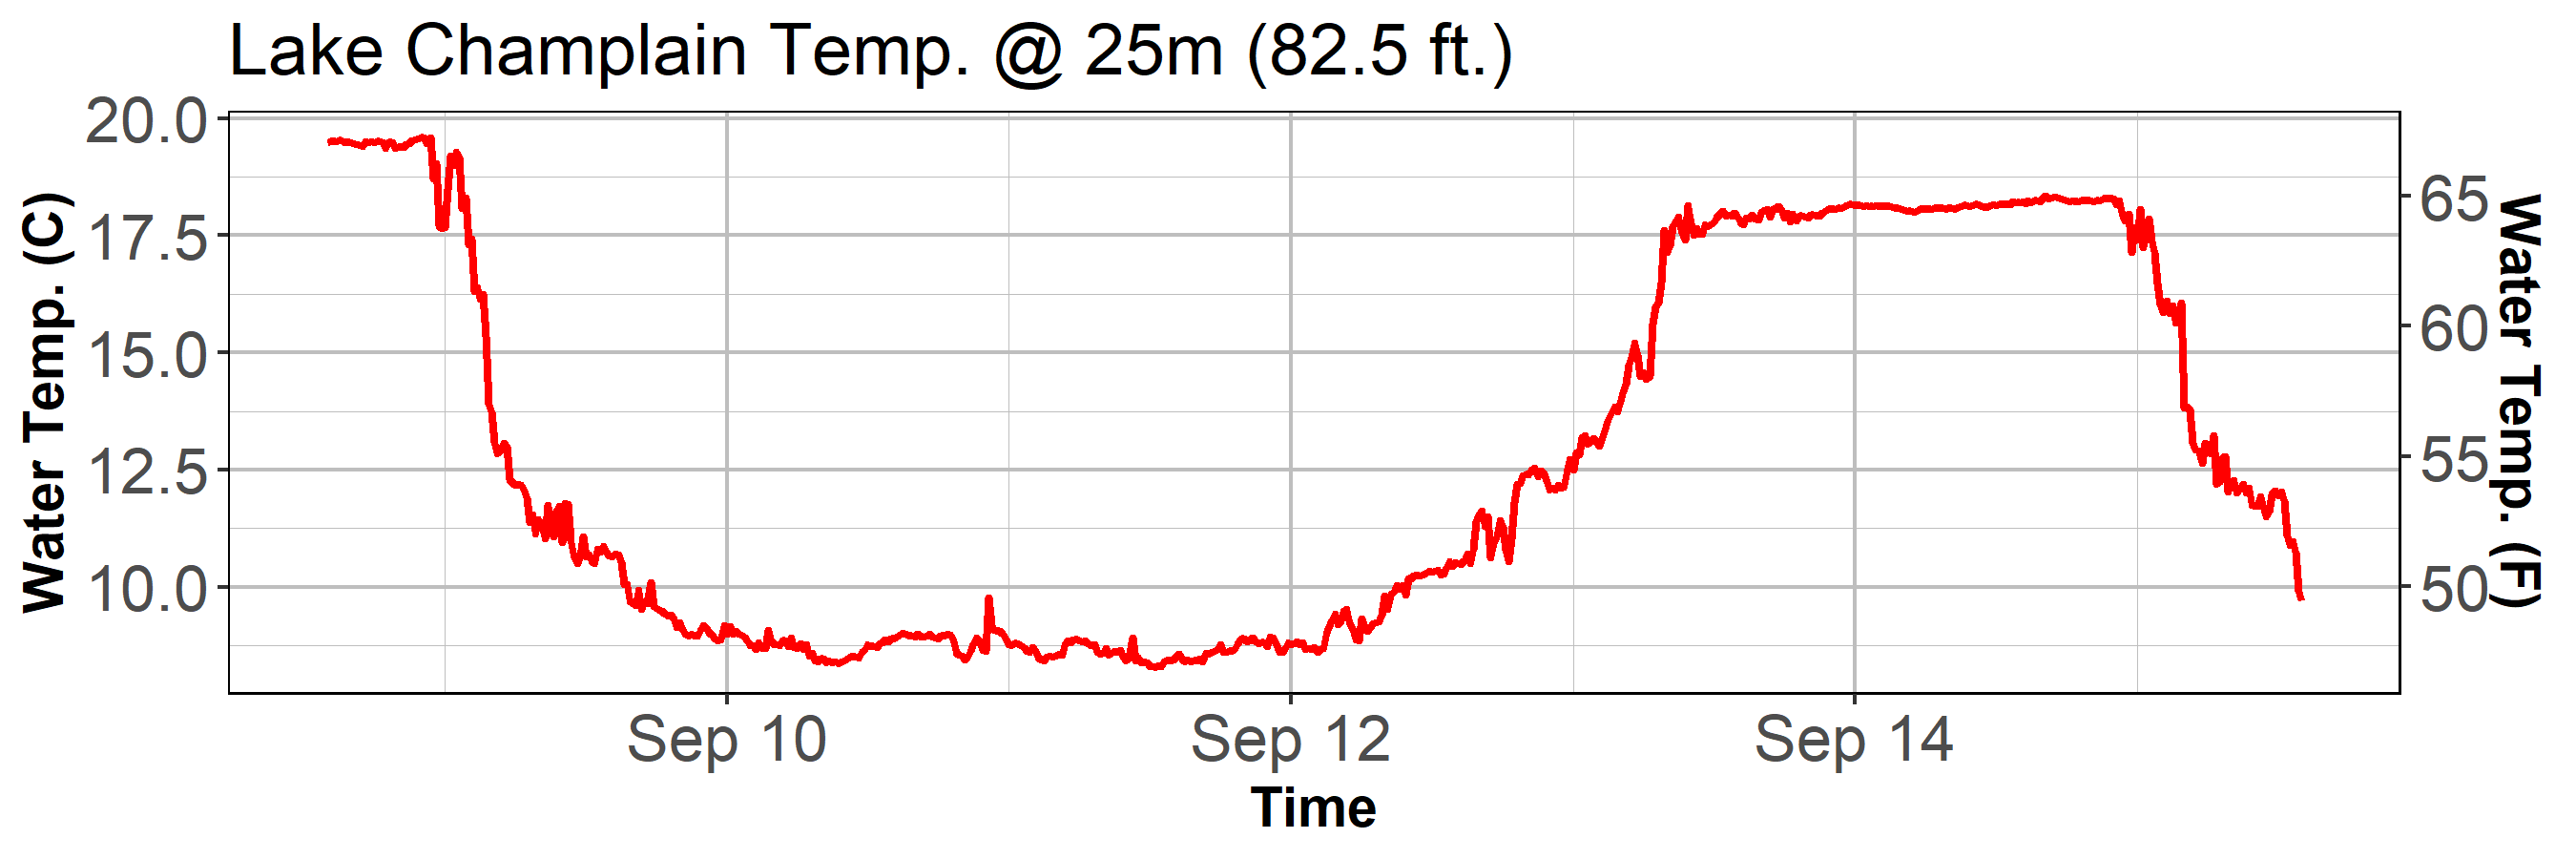 Lake Champlain Temp. @ 25m (82.5 ft.)
Water Temp. (C)
20.0
17.5
15.0
12.5
10.0
65
60
55
50
Water Temp. (F)
Sep 10 Sep 12 Sep 14
Time